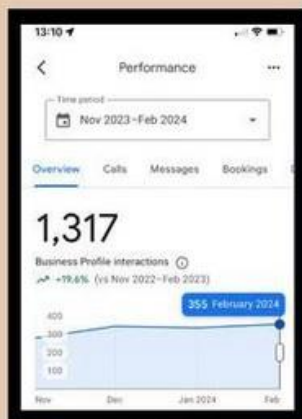 13:10
Performance
Time period
Nov 2023–Feb 2024
Overview Calls Messages Bookings
1,317
Business Profile interactions
+19.6% (vs Nov 2022–Feb 2023)
355 February 2024
400
300
200
100
Nov Dec Jan 2024 Feb